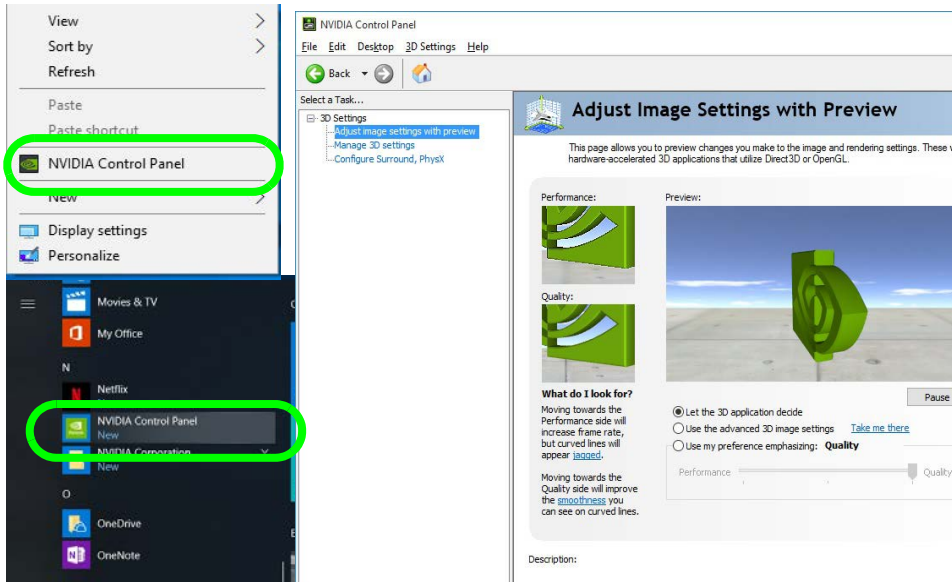 View
Sort by
Refresh
Paste
Paste shortcut
NVIDIA Control Panel
New
Display settings
Personalize
Movies & TV
My Office
N
Netflix
NVIDIA Control Panel
New
NVIDIA Corporation
New
O
OneDrive
OneNote
NVIDIA Control Panel
File Edit Desktop 3D Settings Help
Back
Select a Task...
3D Settings
Adjust image settings with preview
Manage 3D settings
Configure Surround, PhysX
Adjust Image Settings with Preview
This page allows you to preview changes you make to the image and rendering settings. These
hardware-accelerated 3D applications that utilize Direct3D or OpenGL.
Performance:
Preview:
Quality:
What do I look for?
Moving towards the
Performance side will
increase frame rate,
but curved lines will
appear jagged.
Moving towards the
Quality side will improve
the smoothness you
can see on curved lines.
Pause
Let the 3D application decide
Use the advanced 3D image settings Take me there
Use my preference emphasizing: Quality
Performance Quality
Description: